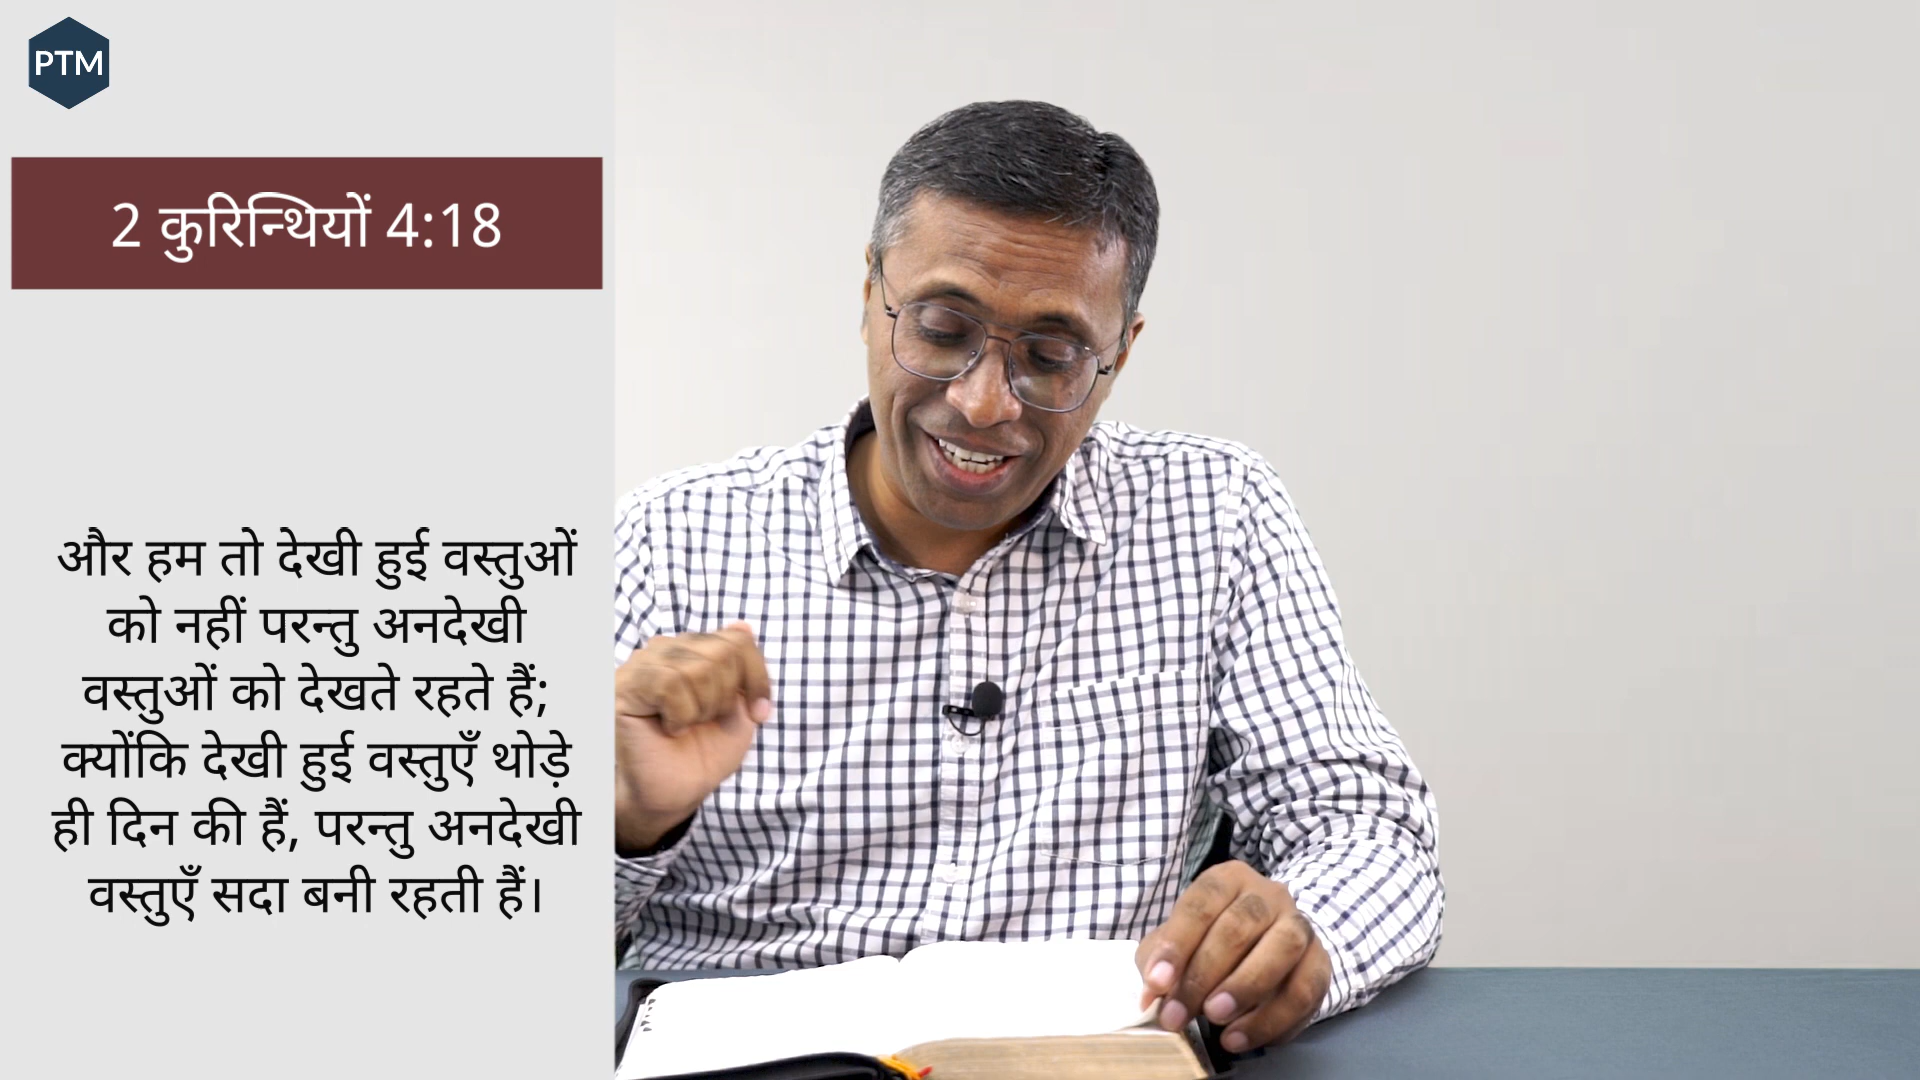 PTM
2 कुरिन्थियों 4:18
और हम तो देखी हुई वस्तुओं
को नहीं परन्तु अनदेखी
वस्तुओं को देखते रहते हैं;
क्योंकि देखी हुई वस्तुएँ थोड़े
ही दिन की हैं, परन्तु अनदेखी
वस्तुएँ सदा बनी रहती हैं।